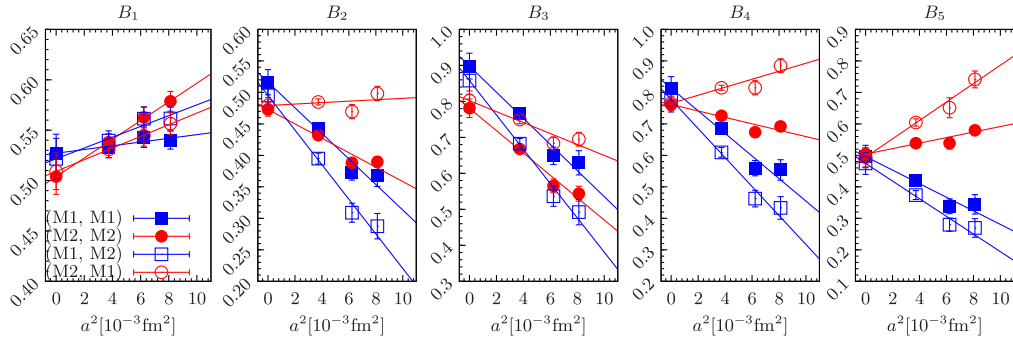 B1 B2 B3 B4 B5
0.65 0.60 0.55 0.50 0.45 0.40
0.60 0.55 0.50 0.45 0.40 0.35 0.30 0.25 0.20
1.0 0.9 0.8 0.7 0.6 0.5 0.4 0.3
1.0 0.9 0.8 0.7 0.6 0.5 0.4 0.3 0.2
0.9 0.8 0.7 0.6 0.5 0.4 0.3 0.2 0.1
(M1, M1)
(M2, M2)
(M1, M2)
(M2, M1)
0 2 4 6 8 10 0 2 4 6 8 10 0 2 4 6 8 10 0 2 4 6 8 10 0 2 4 6 8 10
a²[10⁻³fm²] a²[10⁻³fm²] a²[10⁻³fm²] a²[10⁻³fm²] a²[10⁻³fm²]